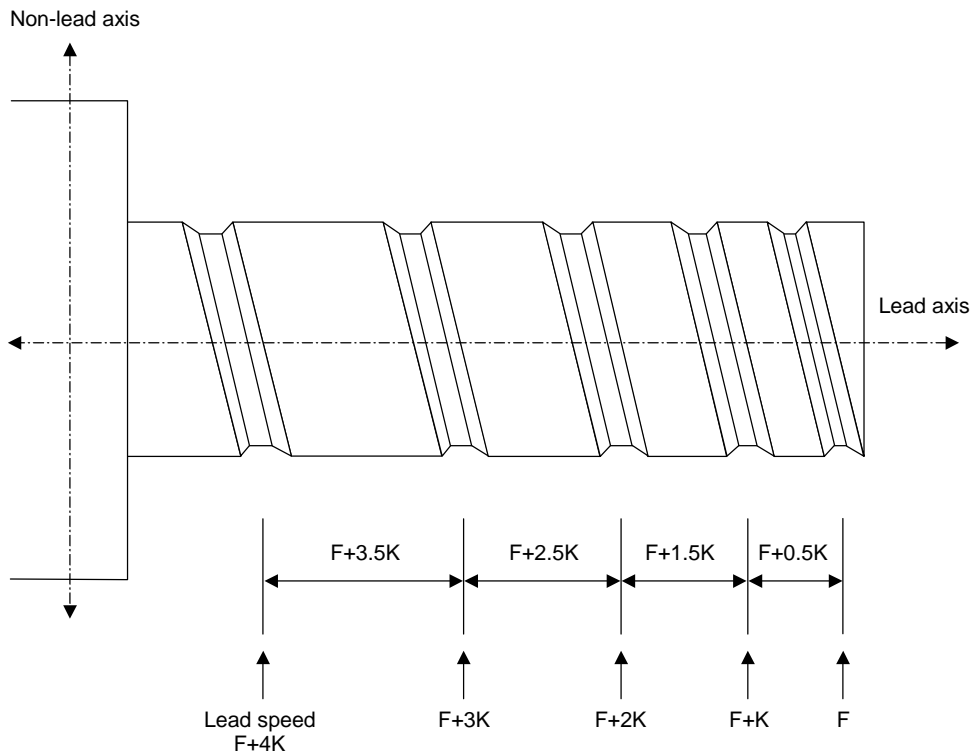 Non-lead axis
Lead axis
F+3.5K
F+2.5K
F+1.5K
F+0.5K
Lead speed
F+4K
F+3K
F+2K
F+K
F